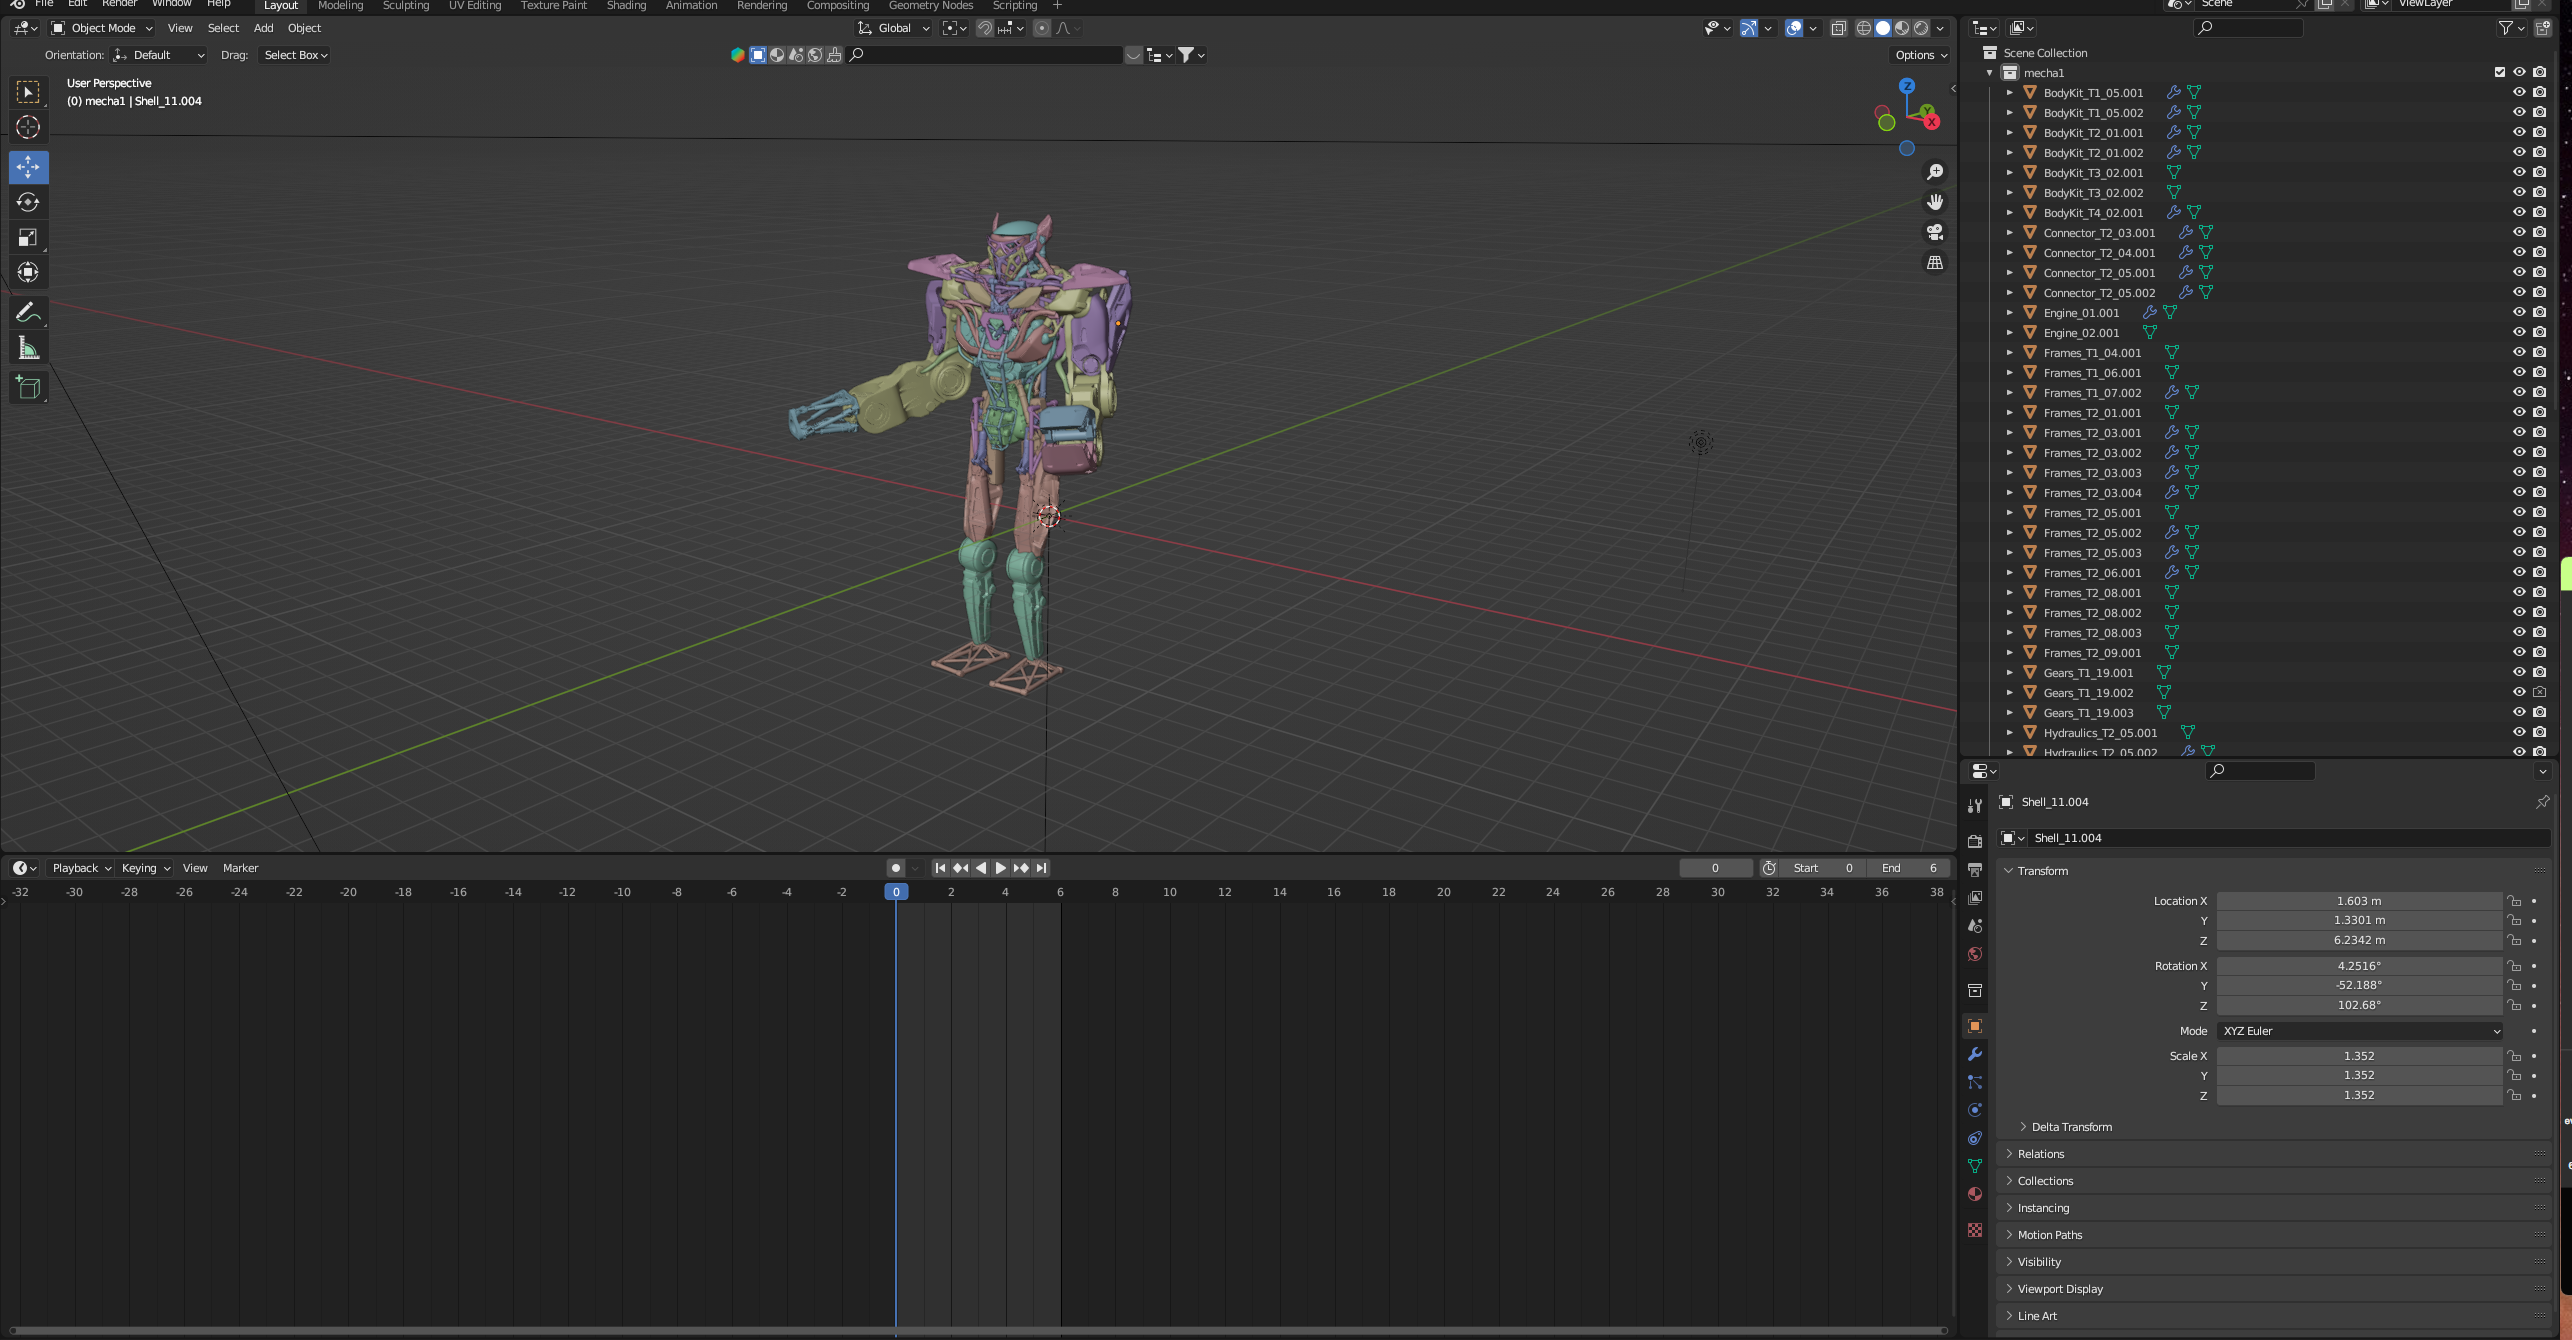 File Edit Render Window Help Layout Modeling Sculpting UV Editing Texture Paint Shading Animation Rendering Compositing Geometry Nodes Scripting + Scene ViewLayer
Object Mode View Select Add Object Global
Orientation: Default Drag: Select Box Options
User Perspective
(0) mecha1 | Shell_11.004
Z
Y
X
Scene Collection
mecha1
BodyKit_T1_05.001
BodyKit_T1_05.002
BodyKit_T2_01.001
BodyKit_T2_01.002
BodyKit_T3_02.001
BodyKit_T3_02.002
BodyKit_T4_02.001
Connector_T2_03.001
Connector_T2_04.001
Connector_T2_05.001
Connector_T2_05.002
Engine_01.001
Engine_02.001
Frames_T1_04.001
Frames_T1_06.001
Frames_T1_07.002
Frames_T2_01.001
Frames_T2_03.001
Frames_T2_03.002
Frames_T2_03.003
Frames_T2_03.004
Frames_T2_05.001
Frames_T2_05.002
Frames_T2_05.003
Frames_T2_06.001
Frames_T2_08.001
Frames_T2_08.002
Frames_T2_08.003
Frames_T2_09.001
Gears_T1_19.001
Gears_T1_19.002
Gears_T1_19.003
Hydraulics_T2_05.001
Hydraulics_T2_05.002
Shell_11.004
Shell_11.004
Transform
Location X 1.603 m
Y 1.3301 m
Z 6.2342 m
Rotation X 4.2516°
Y -52.188°
Z 102.68°
Mode XYZ Euler
Scale X 1.352
Y 1.352
Z 1.352
Delta Transform
Relations
Collections
Instancing
Motion Paths
Visibility
Viewport Display
Line Art
Playback Keying View Marker 0 Start 0 End 6
-32 -30 -28 -26 -24 -22 -20 -18 -16 -14 -12 -10 -8 -6 -4 -2 0 2 4 6 8 10 12 14 16 18 20 22 24 26 28 30 32 34 36 38